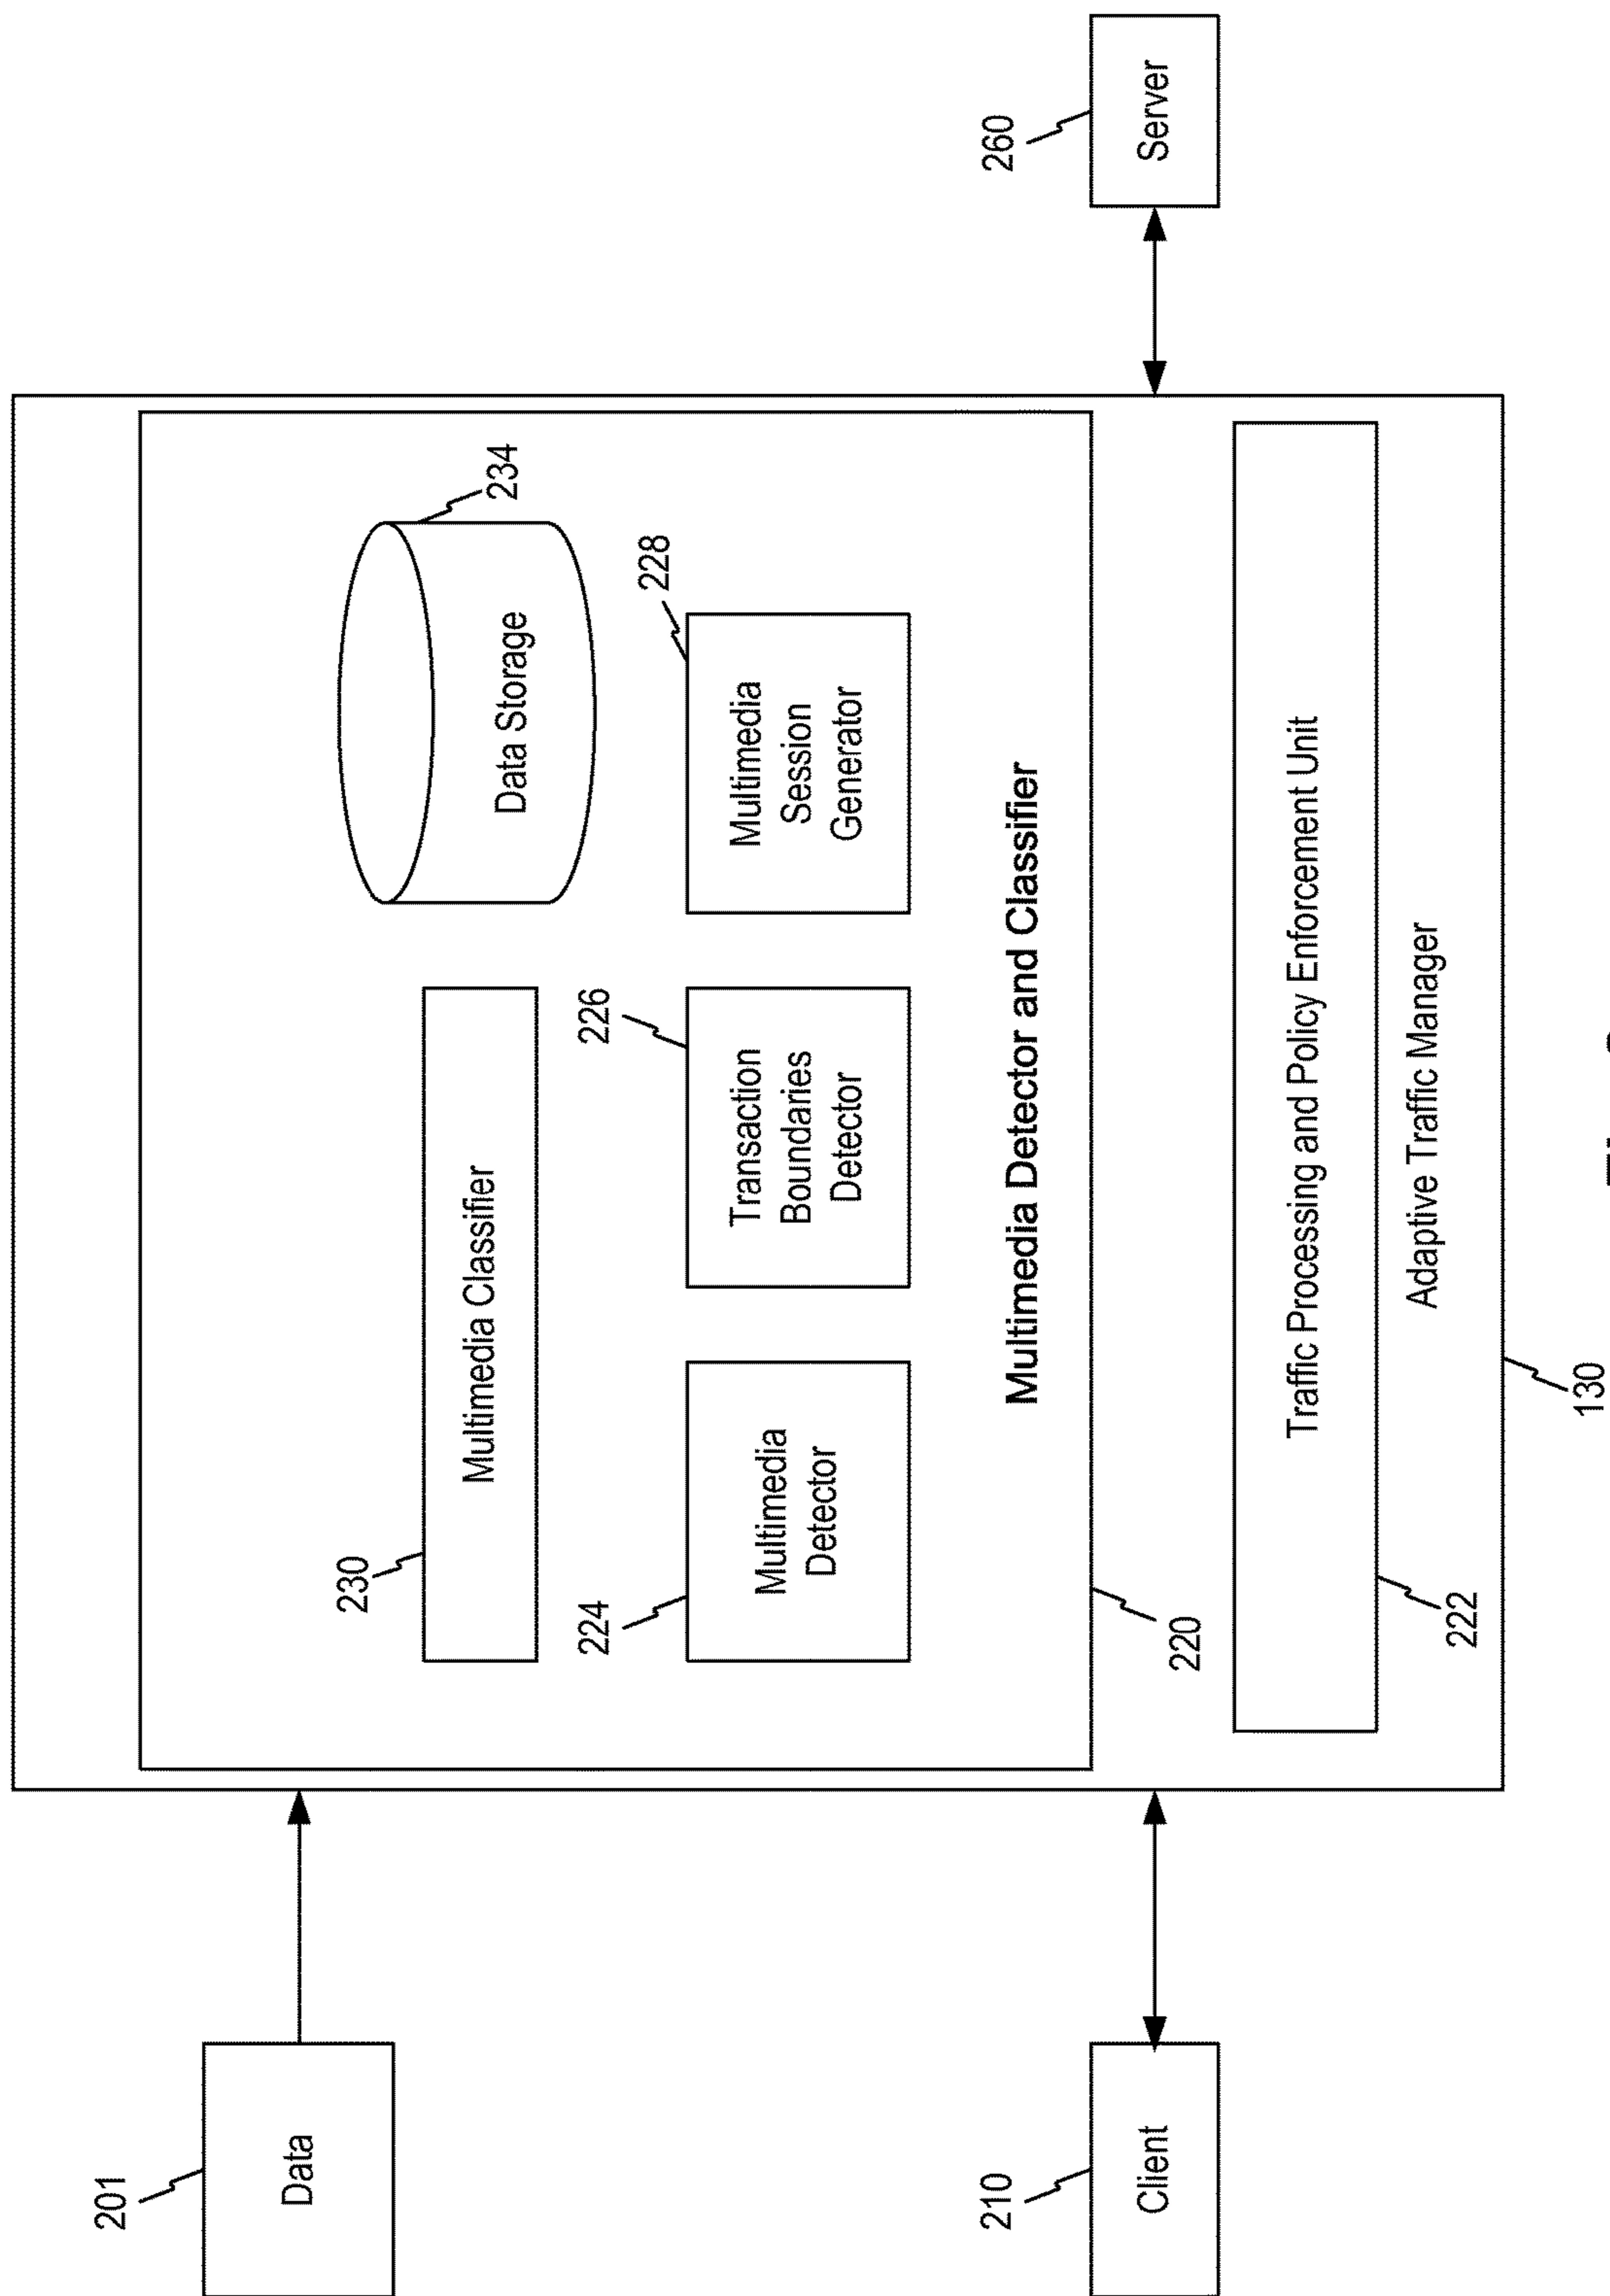 201
Data
230
Multimedia Classifier
Data Storage
234
224
Multimedia
Detector
226
Transaction
Boundaries
Detector
228
Multimedia
Session
Generator
Multimedia Detector and Classifier
210
Client
260
Server
220
Traffic Processing and Policy Enforcement Unit
222
Adaptive Traffic Manager
130